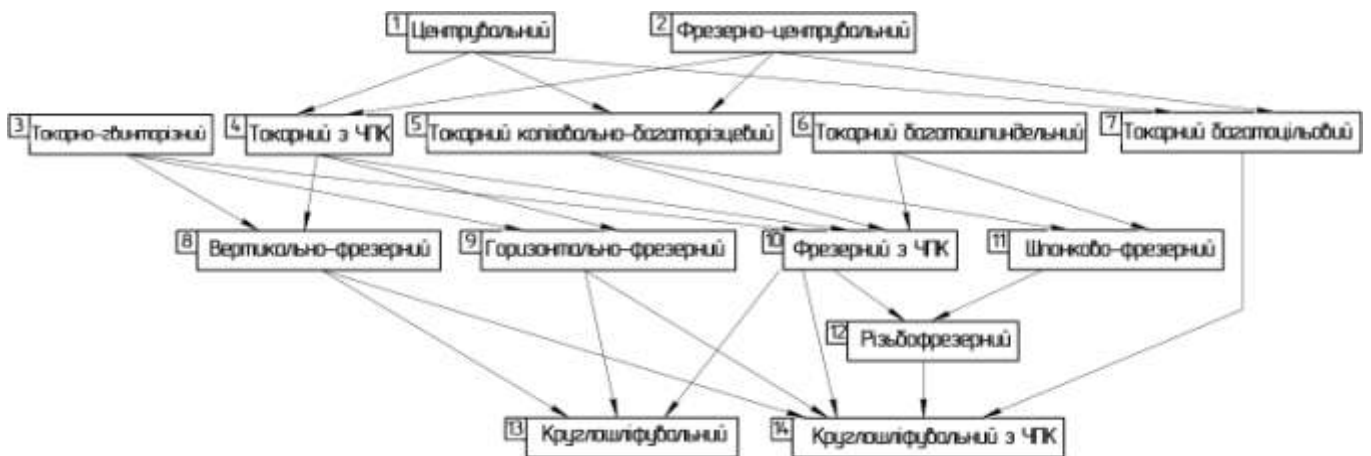 1 Центрувальний
2 Фрезерно-центрувальний
3 Токарно-гвинторізний
4 Токарний з ЧПК
5 Токарний копіювально-багаторізцевий
6 Токарний багатошпиндельний
7 Токарний багатоцільовий
8 Вертикально-фрезерний
9 Горизонтально-фрезерний
10 Фрезерний з ЧПК
11 Шпонково-фрезерний
12 Різьбофрезерний
13 Круглошліфувальний
14 Круглошліфувальний з ЧПК